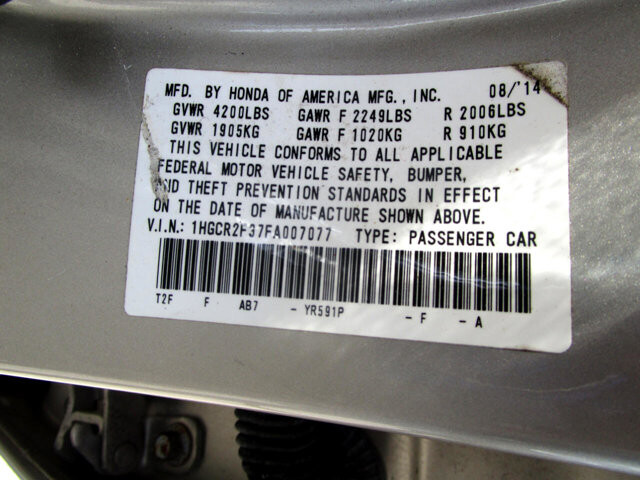 MFD. BY HONDA OF AMERICA MFG., INC. 08/'14
GVWR 4200LBS GAWR F 2249LBS R 2006LBS
GVWR 1905KG GAWR F 1020KG R 910KG
THIS VEHICLE CONFORMS TO ALL APPLICABLE
FEDERAL MOTOR VEHICLE SAFETY, BUMPER,
AND THEFT PREVENTION STANDARDS IN EFFECT
ON THE DATE OF MANUFACTURE SHOWN ABOVE.
V.I.N.: 1HGCR2F37FA007077 TYPE: PASSENGER CAR
T2F F AB7 - YR591P - F - A